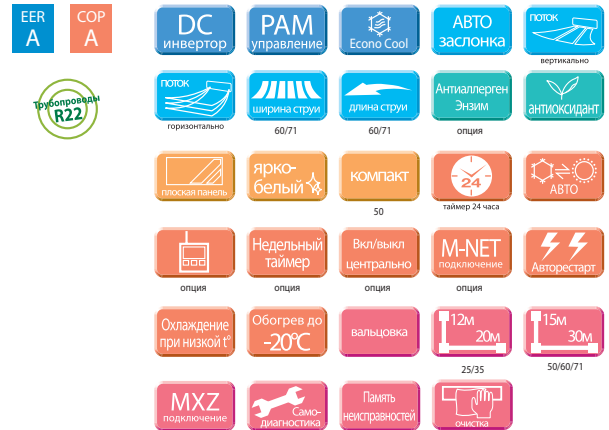 EER
A
COP
A
DC
инвертор
PAM
управление
Econo Cool
АВТО
заслонка
ПОТОК
вертикально
Трубопроводы
R22
ПОТОК
горизонтально
ширина струи
60/71
длина струи
60/71
Антиаллерген
Энзим
опция
антиоксидант
плоская панель
ярко-
белый
компакт
50
24
таймер 24 часа
АВТО
опция
Недельный
таймер
опция
Вкл/выкл
центрально
опция
M-NET
подключение
опция
Авторестарт
Охлаждение
при низкой t°
Обогрев до
-20°C
вальцовка
12м
20м
25/35
15м
30м
50/60/71
MXZ
подключение
Само-
диагностика
Память
неисправностей
очистка